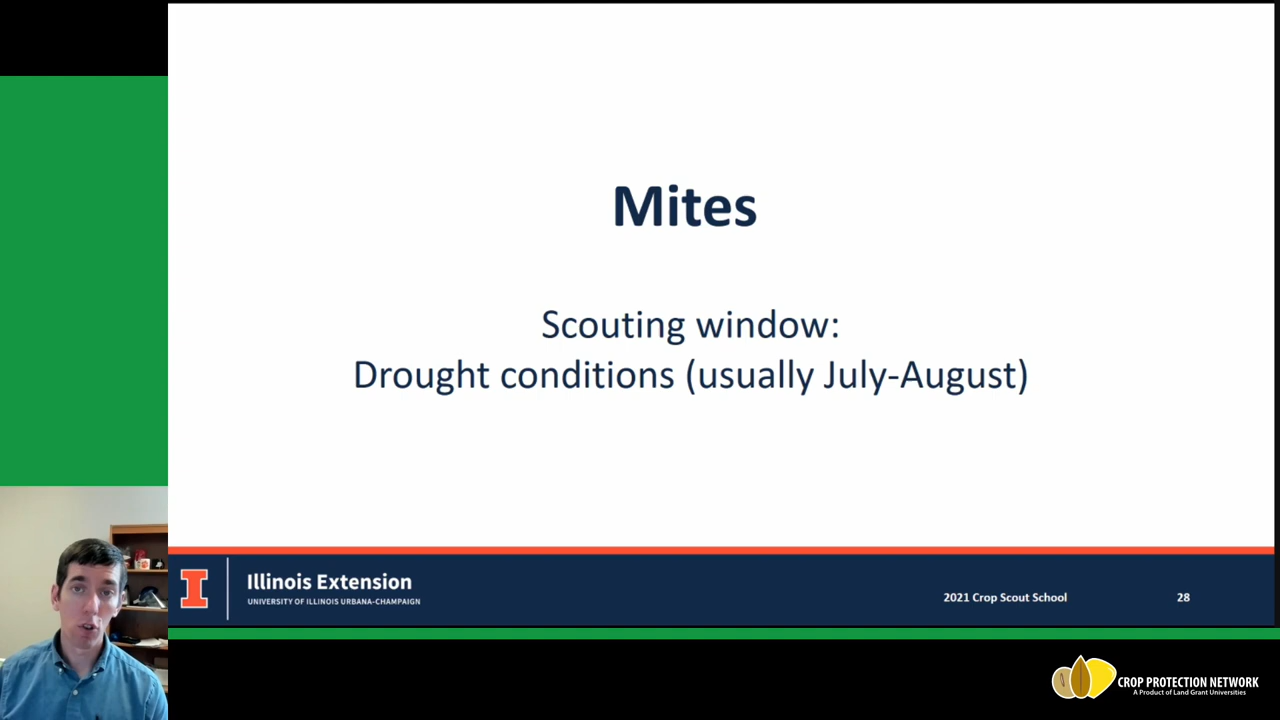 Mites
Scouting window:
Drought conditions (usually July-August)
I
Illinois Extension
UNIVERSITY OF ILLINOIS URBANA-CHAMPAIGN
2021 Crop Scout School
28
CROP PROTECTION NETWORK
A Product of Land Grant Universities